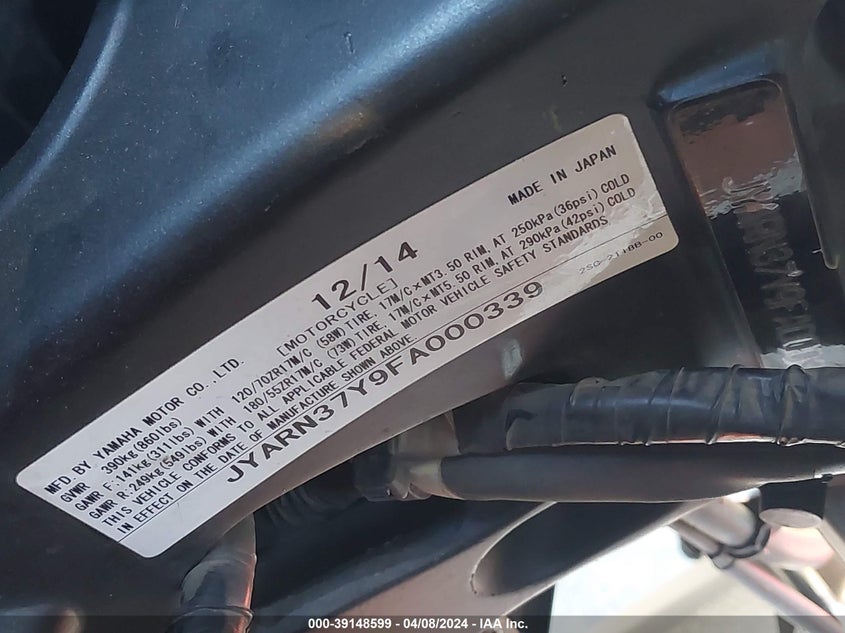 MFD.BY YAMAHA MOTOR CO.,LTD. 12/14 MADE IN JAPAN
GVWR 390kg(860lbs) [MOTORCYCLE]
GAWR F:141kg(311lbs) WITH 120/70ZR17M/C (58W) TIRE, 17M/C×MT3.50 RIM, AT 250kPa(36psi) COLD
GAWR R:249kg(549lbs) WITH 180/55ZR17M/C (73W) TIRE, 17M/C×MT5.50 RIM, AT 290kPa(42psi) COLD
THIS VEHICLE CONFORMS TO ALL APPLICABLE FEDERAL MOTOR VEHICLE SAFETY STANDARDS
IN EFFECT ON THE DATE OF MANUFACTURE SHOWN ABOVE.
JYARN37Y9FA000339
2SC-2118B-00
000-39148599 | 04/08/2024 | IAA Inc.